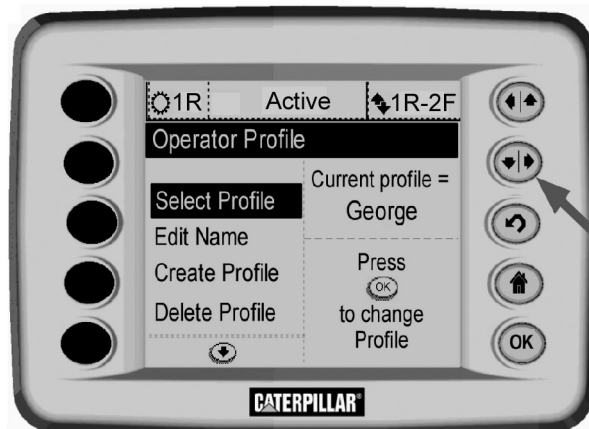 1R Active 1R-2F
Operator Profile
Select Profile
Edit Name
Create Profile
Delete Profile
Current profile =
George
Press
OK
to change
Profile
OK
CATERPILLAR®